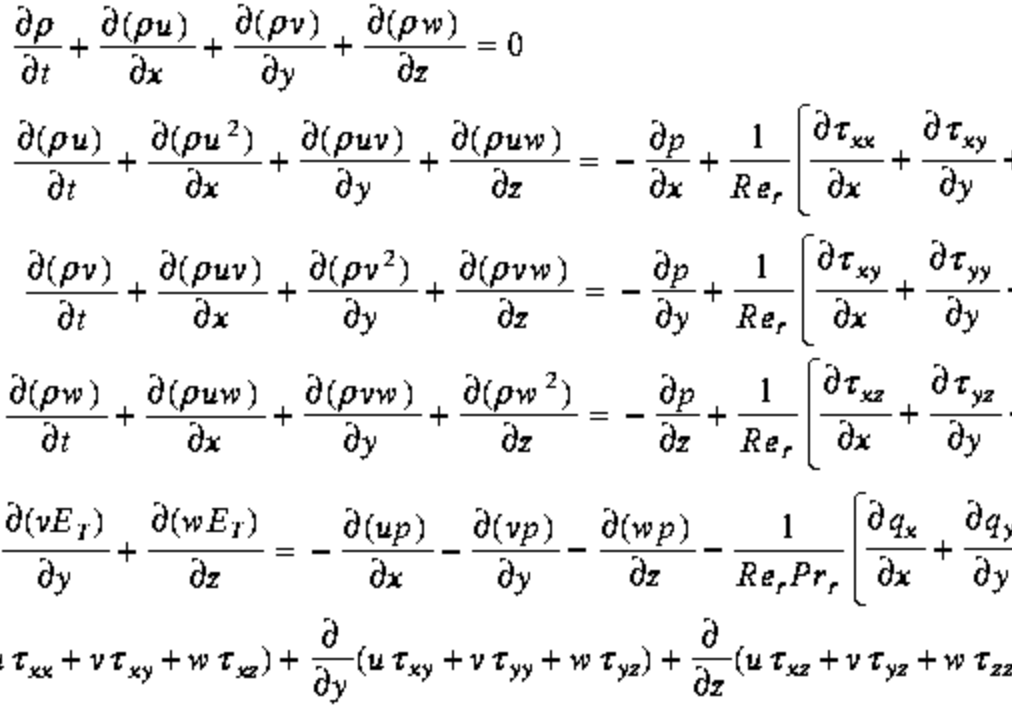 ∂ρ/∂t + ∂(ρu)/∂x + ∂(ρv)/∂y + ∂(ρw)/∂z = 0
∂(ρu)/∂t + ∂(ρu²)/∂x + ∂(ρuv)/∂y + ∂(ρuw)/∂z = − ∂p/∂x + 1/Re_r [ ∂τ_xx/∂x + ∂τ_xy/∂y +
∂(ρv)/∂t + ∂(ρuv)/∂x + ∂(ρv²)/∂y + ∂(ρvw)/∂z = − ∂p/∂y + 1/Re_r [ ∂τ_xy/∂x + ∂τ_yy/∂y +
∂(ρw)/∂t + ∂(ρuw)/∂x + ∂(ρvw)/∂y + ∂(ρw²)/∂z = − ∂p/∂z + 1/Re_r [ ∂τ_xz/∂x + ∂τ_yz/∂y +
∂(vE_T)/∂y + ∂(wE_T)/∂z = − ∂(up)/∂x − ∂(vp)/∂y − ∂(wp)/∂z − 1/(Re_r Pr_r) [ ∂q_x/∂x + ∂q_y/∂y
u τ_xx + v τ_xy + w τ_xz) + ∂/∂y (u τ_xy + v τ_yy + w τ_yz) + ∂/∂z (u τ_xz + v τ_yz + w τ_zz